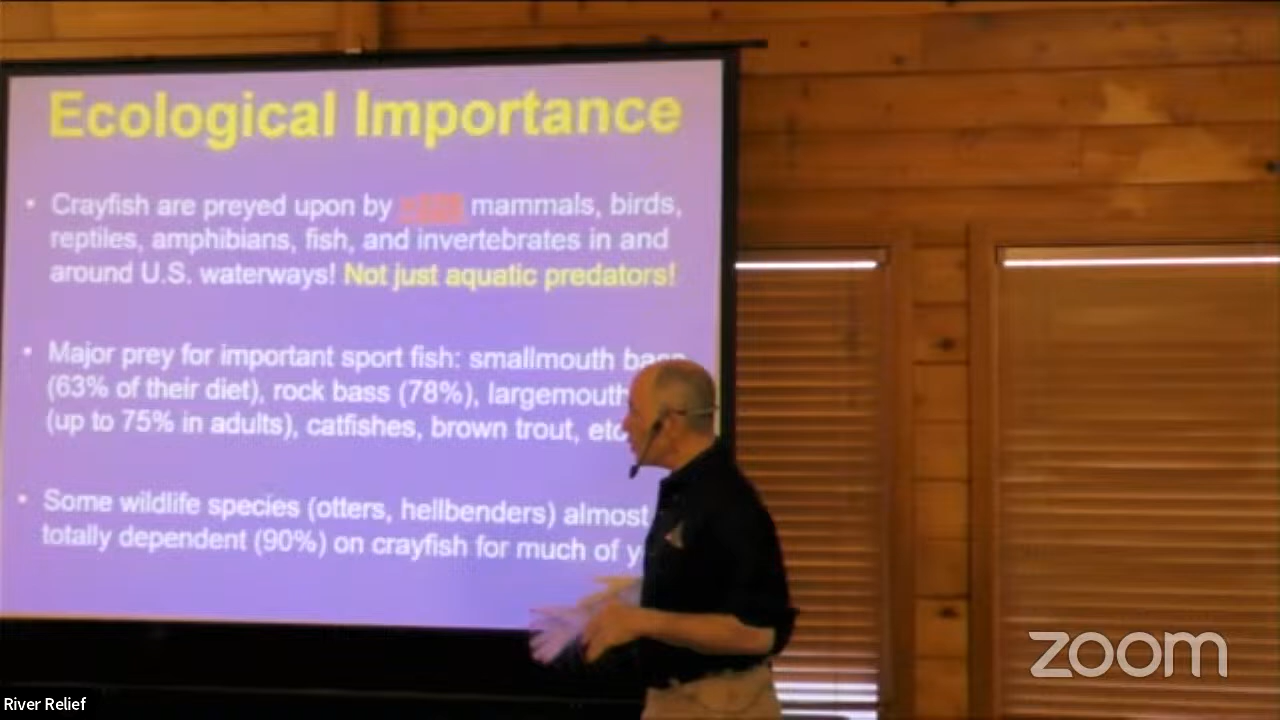 Ecological Importance
• Crayfish are preyed upon by mammals, birds,
reptiles, amphibians, fish, and invertebrates in and
around U.S. waterways! Not just aquatic predators!
• Major prey for important sport fish: smallmouth bass
(63% of their diet), rock bass (78%), largemouth
(up to 75% in adults), catfishes, brown trout, etc
• Some wildlife species (otters, hellbenders) almost
totally dependent (90%) on crayfish for much of y
zoom
River Relief